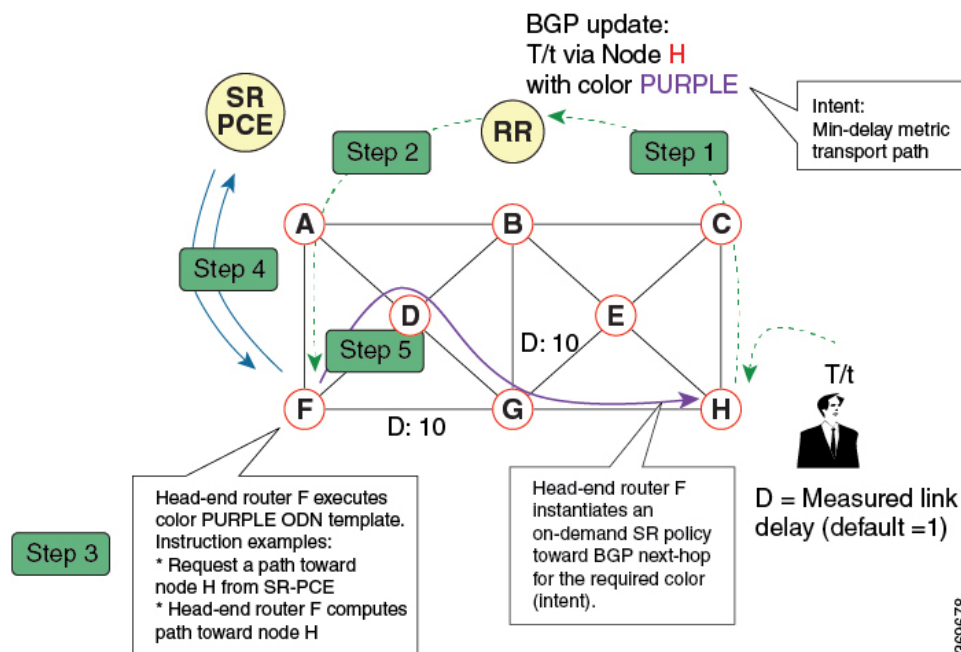 BGP update:
T/t via Node H
with color PURPLE
SR
PCE
RR
Intent:
Min-delay metric
transport path
Step 2
Step 1
A
B
C
Step 4
D
E
Step 5
D: 10
T/t
F
G
H
D: 10
Head-end router F executes
color PURPLE ODN template.
Instruction examples:
* Request a path toward
node H from SR-PCE
* Head-end router F computes
path toward node H
Head-end router F
instantiates an
on-demand SR policy
toward BGP next-hop
for the required color
(intent).
D = Measured link
delay (default =1)
Step 3
369678